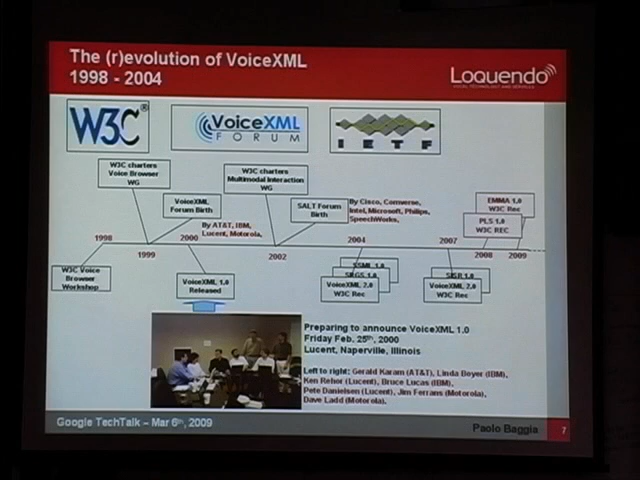 The (r)evolution of VoiceXML
1998 - 2004
Loquendo
W3C®
VoiceXML
FORUM
IETF
W3C charters
Voice Browser
WG
W3C charters
Multimodal Interaction
WG
VoiceXML
Forum Birth
By AT&T, IBM,
Lucent, Motorola,
SALT Forum
Birth
By Cisco, Comverse,
Intel, Microsoft, Philips,
SpeechWorks,
EMMA 1.0
W3C Rec
PLS 1.0
W3C REC
1998
1999
2000
2002
2004
2007
2008
2009
W3C Voice
Browser
Workshop
VoiceXML 1.0
Released
SSML 1.0
SRGS 1.0
VoiceXML 2.0
W3C Rec
SISR 1.0
VoiceXML 2.0
W3C Rec
Preparing to announce VoiceXML 1.0
Friday Feb. 25th, 2000
Lucent, Naperville, Illinois
Left to right: Gerald Karam (AT&T), Linda Boyer (IBM),
Ken Rehor (Lucent), Bruce Lucas (IBM),
Pete Danielsen (Lucent), Jim Ferrans (Motorola),
Dave Ladd (Motorola).
Google TechTalk – Mar 6th, 2009
Paolo Baggia
7